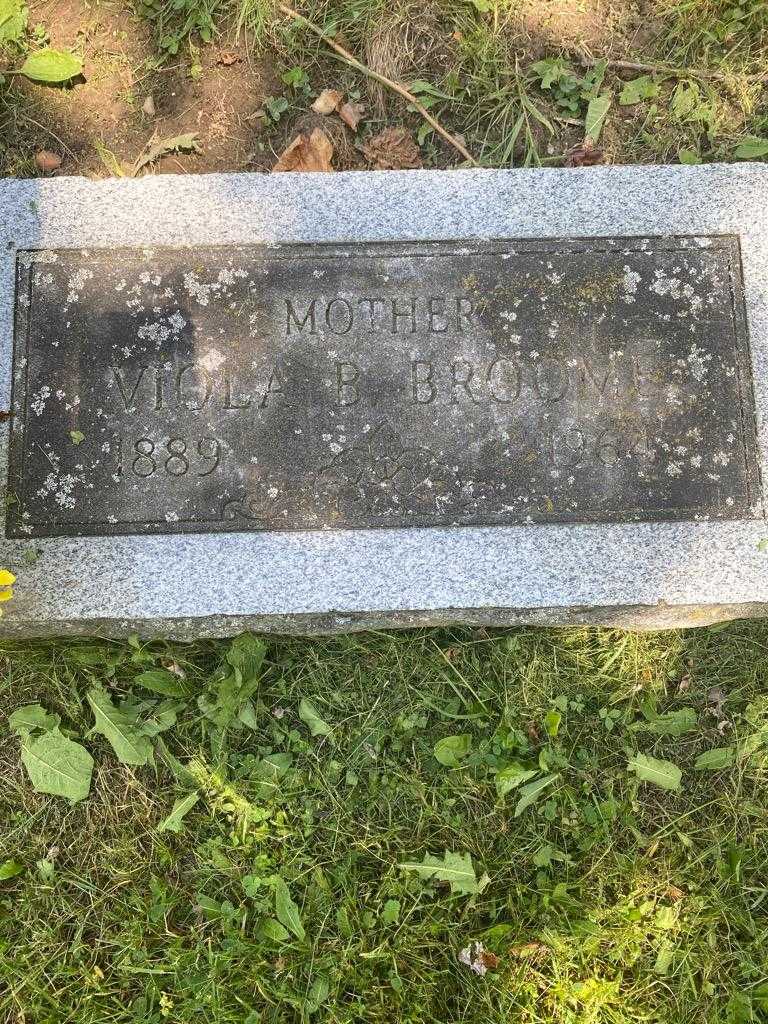 MOTHER
VIOLA B. BROOME
1889 1964